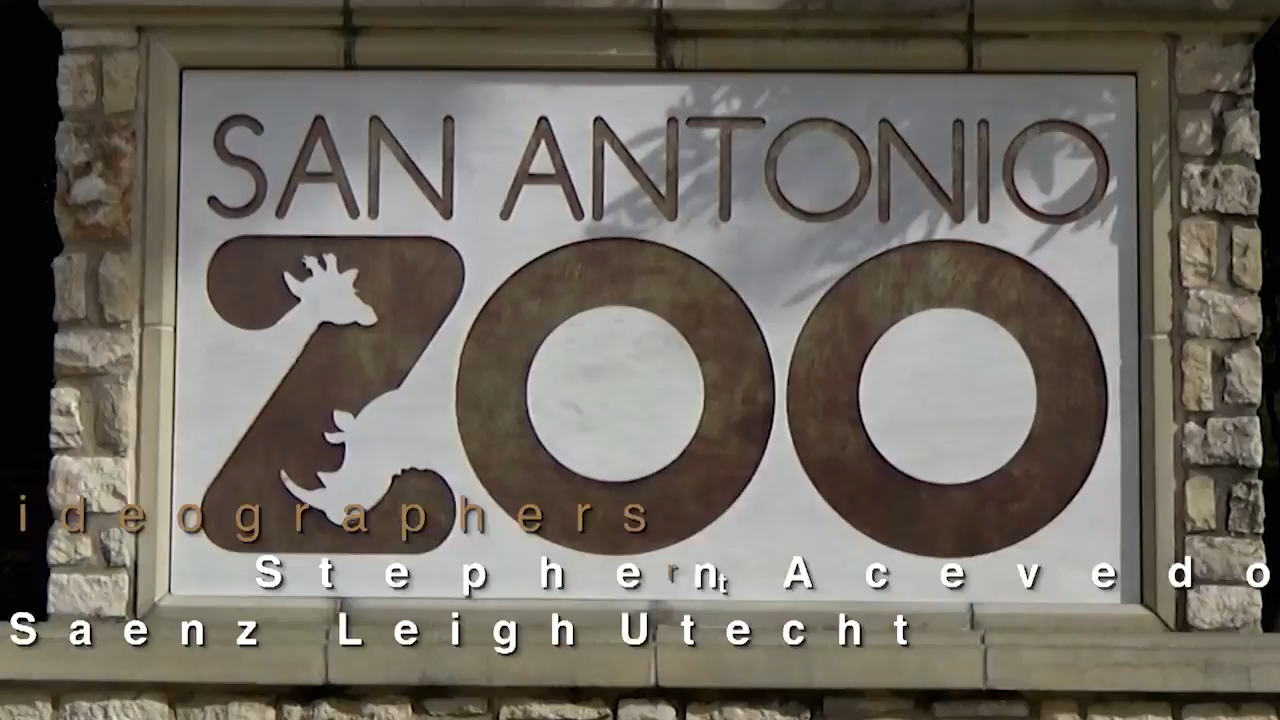 SAN ANTONIO
ZOO
ideographers
Stephen Acevedo
Saenz Leigh Utecht